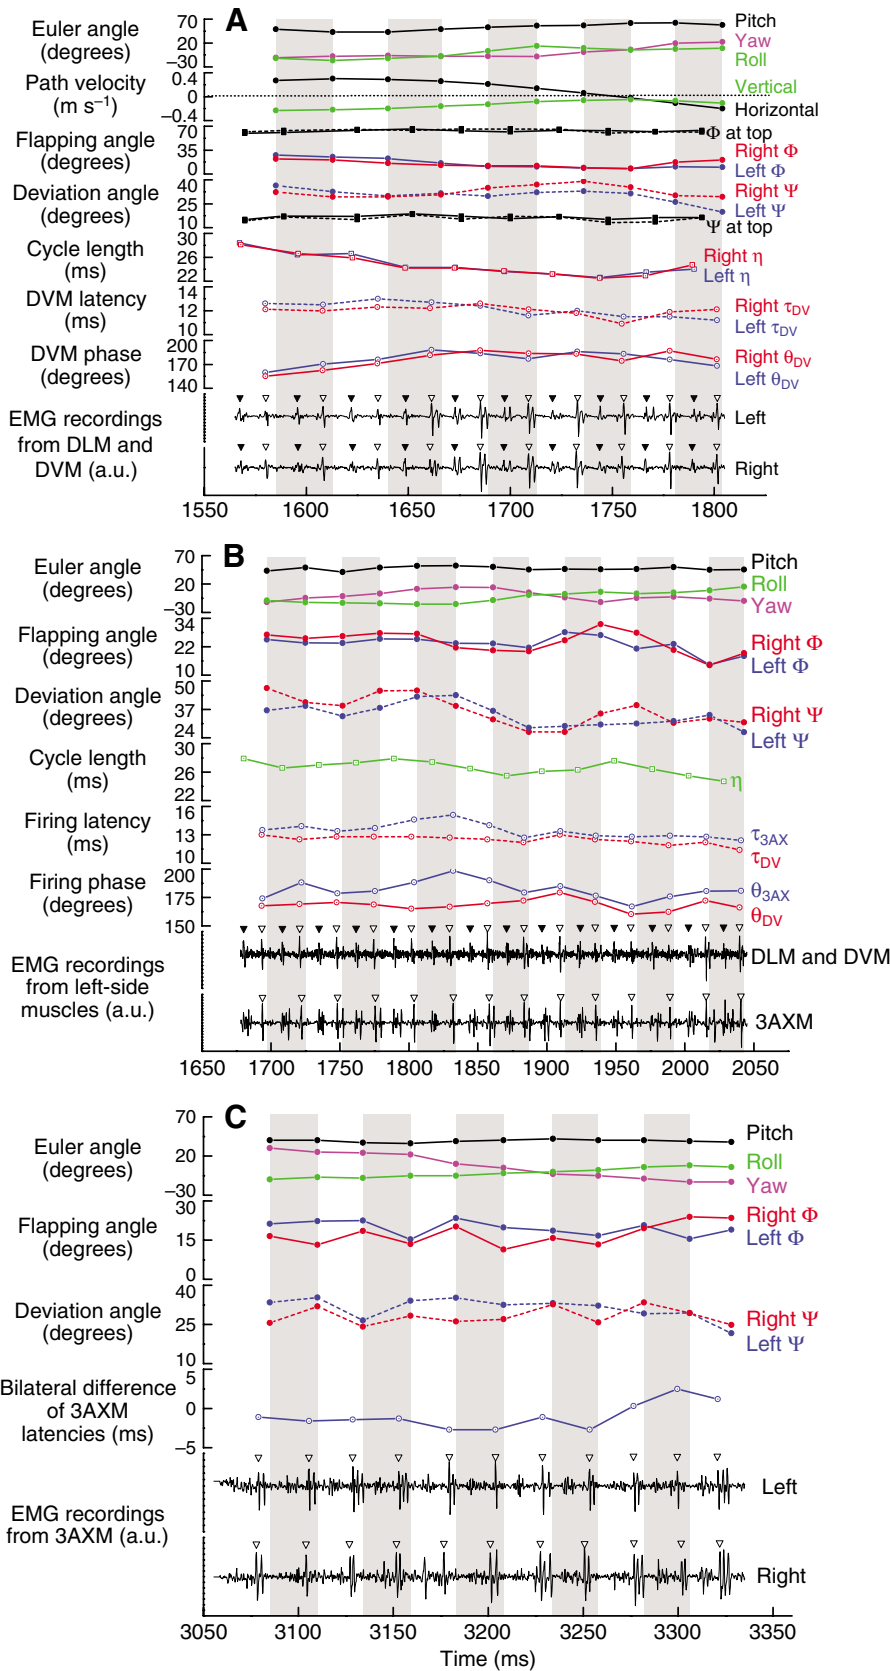 A
Euler angle
(degrees)
70
20
−30
Pitch
Yaw
Roll
Path velocity
(m s−1)
0.4
0
−0.4
Vertical
Horizontal
Flapping angle
(degrees)
70
35
0
Φ at top
Right Φ
Left Φ
Deviation angle
(degrees)
40
25
10
Right Ψ
Left Ψ
Ψ at top
Cycle length
(ms)
30
26
22
Right η
Left η
DVM latency
(ms)
14
12
10
Right τDV
Left τDV
DVM phase
(degrees)
200
170
140
Right θDV
Left θDV
EMG recordings
from DLM and
DVM (a.u.)
Left
Right
1550 1600 1650 1700 1750 1800
B
Euler angle
(degrees)
70
20
−30
Pitch
Roll
Yaw
Flapping angle
(degrees)
34
22
10
Right Φ
Left Φ
Deviation angle
(degrees)
50
37
24
Right Ψ
Left Ψ
Cycle length
(ms)
30
26
22
η
Firing latency
(ms)
16
13
10
τ3AX
τDV
Firing phase
(degrees)
200
175
150
θ3AX
θDV
EMG recordings
from left-side
muscles (a.u.)
DLM and DVM
3AXM
1650 1700 1750 1800 1850 1900 1950 2000 2050
C
Euler angle
(degrees)
70
20
−30
Pitch
Roll
Yaw
Flapping angle
(degrees)
30
15
0
Right Φ
Left Φ
Deviation angle
(degrees)
40
25
10
Right Ψ
Left Ψ
Bilateral difference
of 3AXM
latencies (ms)
5
0
−5
EMG recordings
from 3AXM (a.u.)
Left
Right
3050 3100 3150 3200 3250 3300 3350
Time (ms)